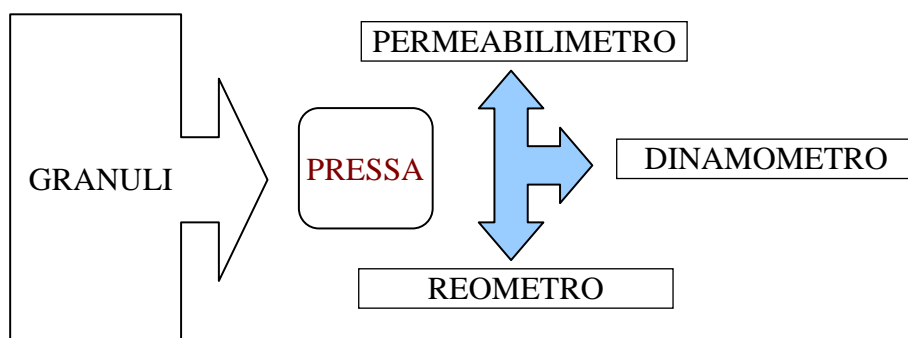 PERMEABILIMETRO
GRANULI
PRESSA
DINAMOMETRO
REOMETRO